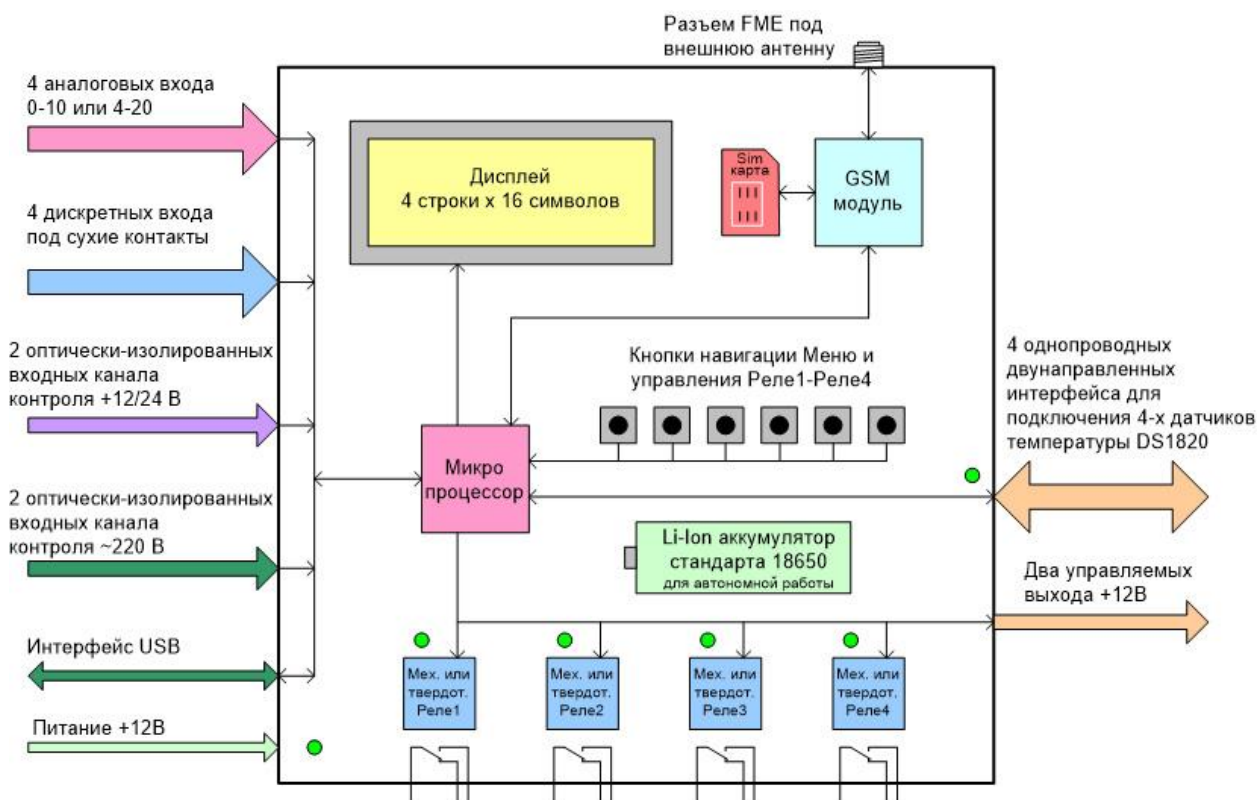 Разъем FME под
внешнюю антенну
4 аналоговых входа
0-10 или 4-20
Дисплей
4 строки x 16 символов
Sim
карта
GSM
модуль
4 дискретных входа
под сухие контакты
2 оптически-изолированных
входных канала
контроля +12/24 В
Кнопки навигации Меню и
управления Реле1-Реле4
4 однопроводных
двунаправленных
интерфейса для
подключения 4-х датчиков
температуры DS1820
Микро
процессор
2 оптически-изолированных
входных канала
контроля ~220 В
Li-Ion аккумулятор
стандарта 18650
для автономной работы
Два управляемых
выхода +12В
Интерфейс USB
Мех. или
твердот.
Реле1
Мех. или
твердот.
Реле2
Мех. или
твердот.
Реле3
Мех. или
твердот.
Реле4
Питание +12В